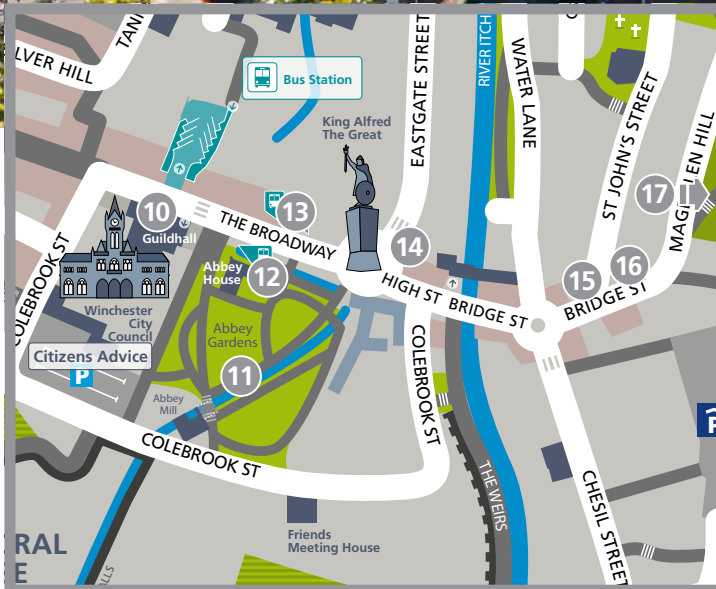 LVER HILL
TAN
Bus Station
King Alfred
The Great
EASTGATE STREET
RIVER ITCH
WATER LANE
ST JOHN'S STREET
17
10
13
THE BROADWAY
14
Guildhall
COLEBROOK ST
Abbey
House
12
HIGH ST
BRIDGE ST
15
16
BRIDGE ST
Winchester
City
Council
Abbey
Gardens
Citizens Advice
P
11
COLEBROOK ST
Abbey
Mill
COLEBROOK ST
P
THE WEIRS
CHESIL STREET
Friends
Meeting House
RAL
E
ALLS